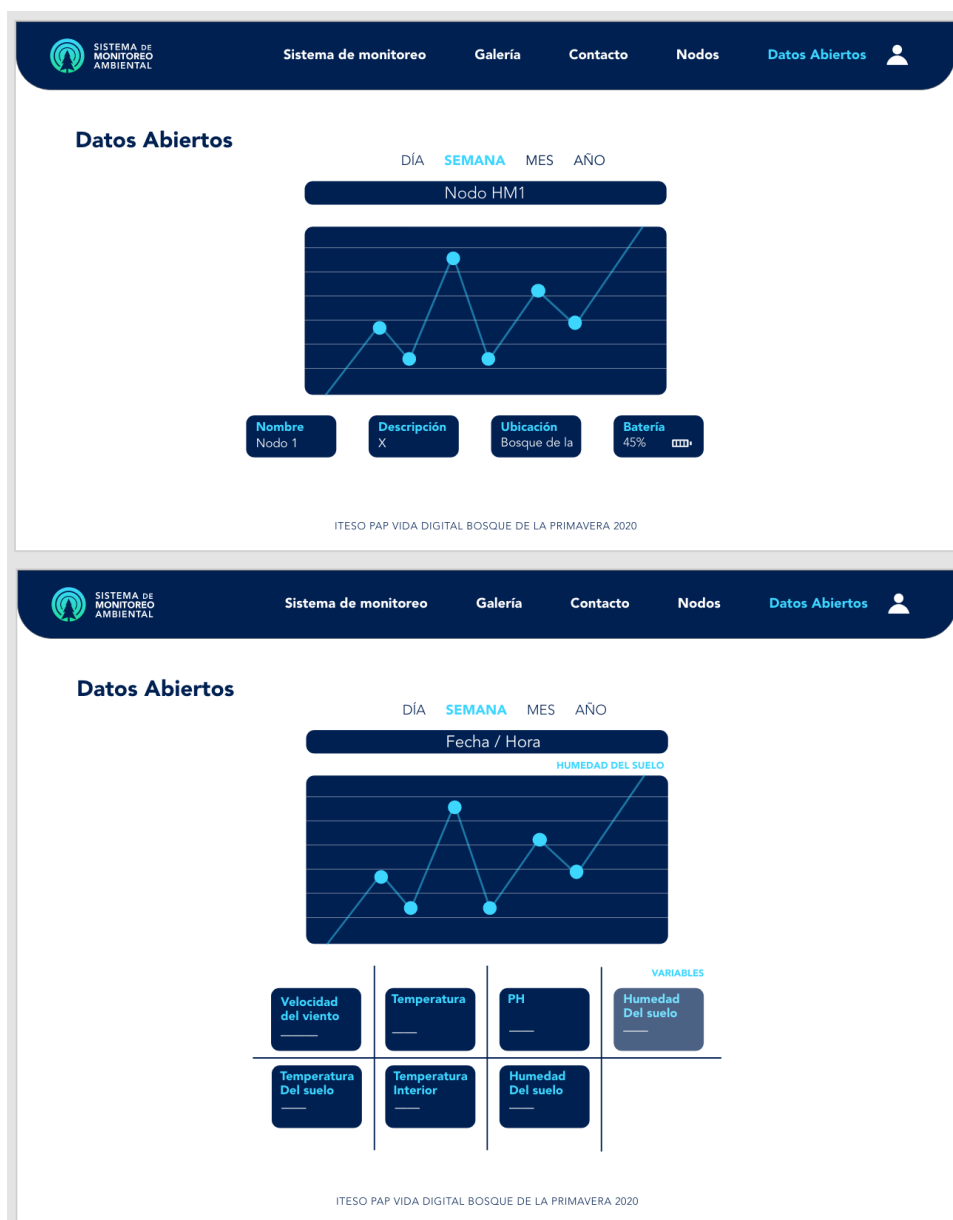 SISTEMA DE
MONITOREO
AMBIENTAL
Sistema de monitoreo
Galería
Contacto
Nodos
Datos Abiertos
Datos Abiertos
DÍA SEMANA MES AÑO
Nodo HM1
Nombre
Nodo 1
Descripción
X
Ubicación
Bosque de la
Batería
45%
ITESO PAP VIDA DIGITAL BOSQUE DE LA PRIMAVERA 2020
SISTEMA DE
MONITOREO
AMBIENTAL
Sistema de monitoreo
Galería
Contacto
Nodos
Datos Abiertos
Datos Abiertos
DÍA SEMANA MES AÑO
Fecha / Hora
HUMEDAD DEL SUELO
VARIABLES
Velocidad
del viento
Temperatura
PH
Humedad
Del suelo
Temperatura
Del suelo
Temperatura
Interior
Humedad
Del suelo
ITESO PAP VIDA DIGITAL BOSQUE DE LA PRIMAVERA 2020